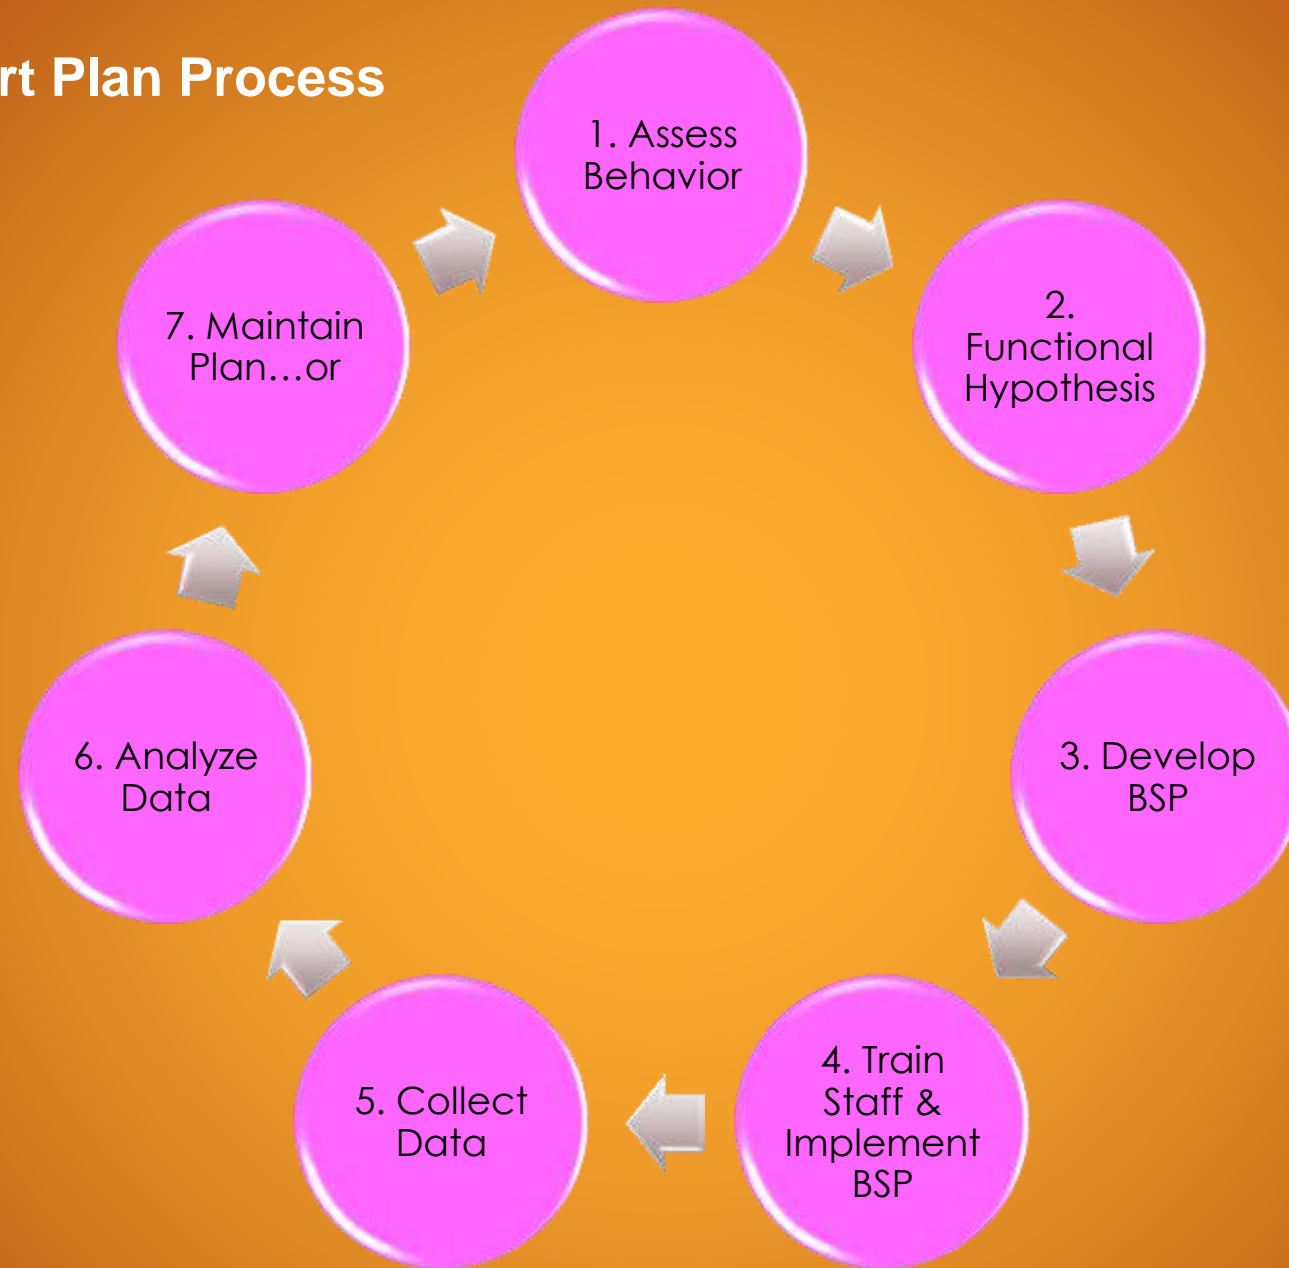 rt Plan Process
1. Assess
Behavior
2.
Functional
Hypothesis
3. Develop
BSP
4. Train
Staff &
Implement
BSP
5. Collect
Data
6. Analyze
Data
7. Maintain
Plan…or